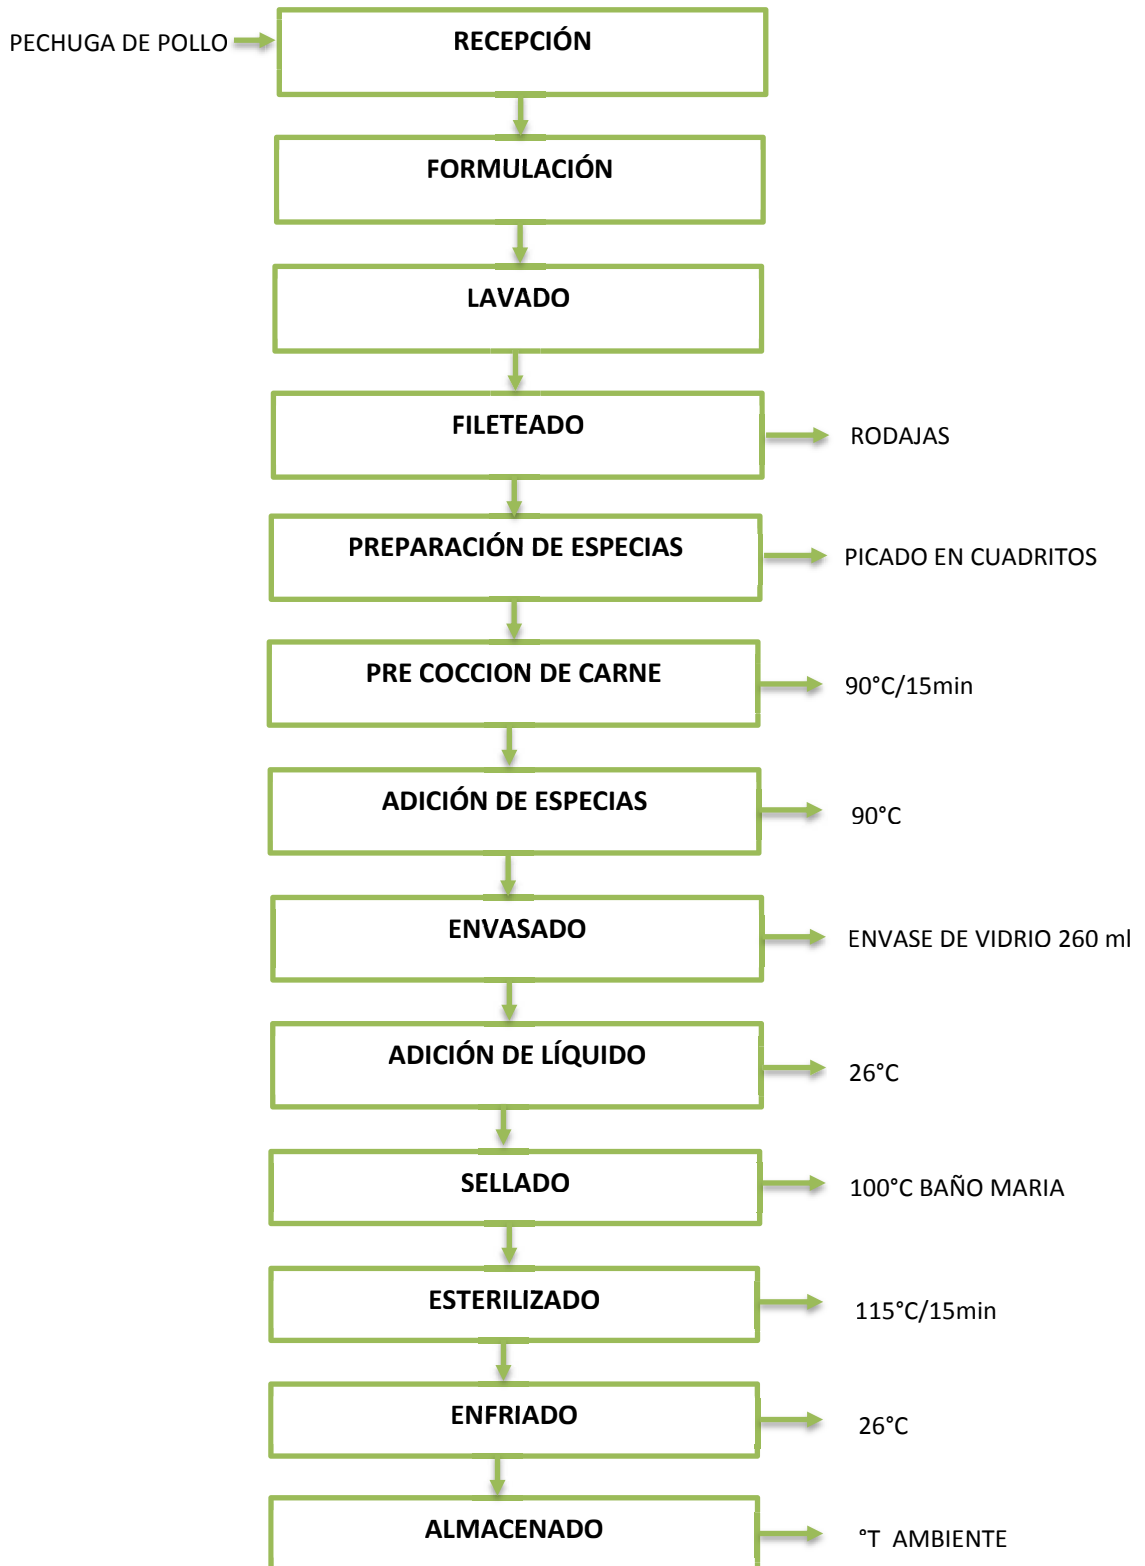 PECHUGA DE POLLO
RECEPCIÓN
FORMULACIÓN
LAVADO
FILETEADO
RODAJAS
PREPARACIÓN DE ESPECIAS
PICADO EN CUADRITOS
PRE COCCION DE CARNE
90°C/15min
ADICIÓN DE ESPECIAS
90°C
ENVASADO
ENVASE DE VIDRIO 260 ml
ADICIÓN DE LÍQUIDO
26°C
SELLADO
100°C BAÑO MARIA
ESTERILIZADO
115°C/15min
ENFRIADO
26°C
ALMACENADO
°T AMBIENTE